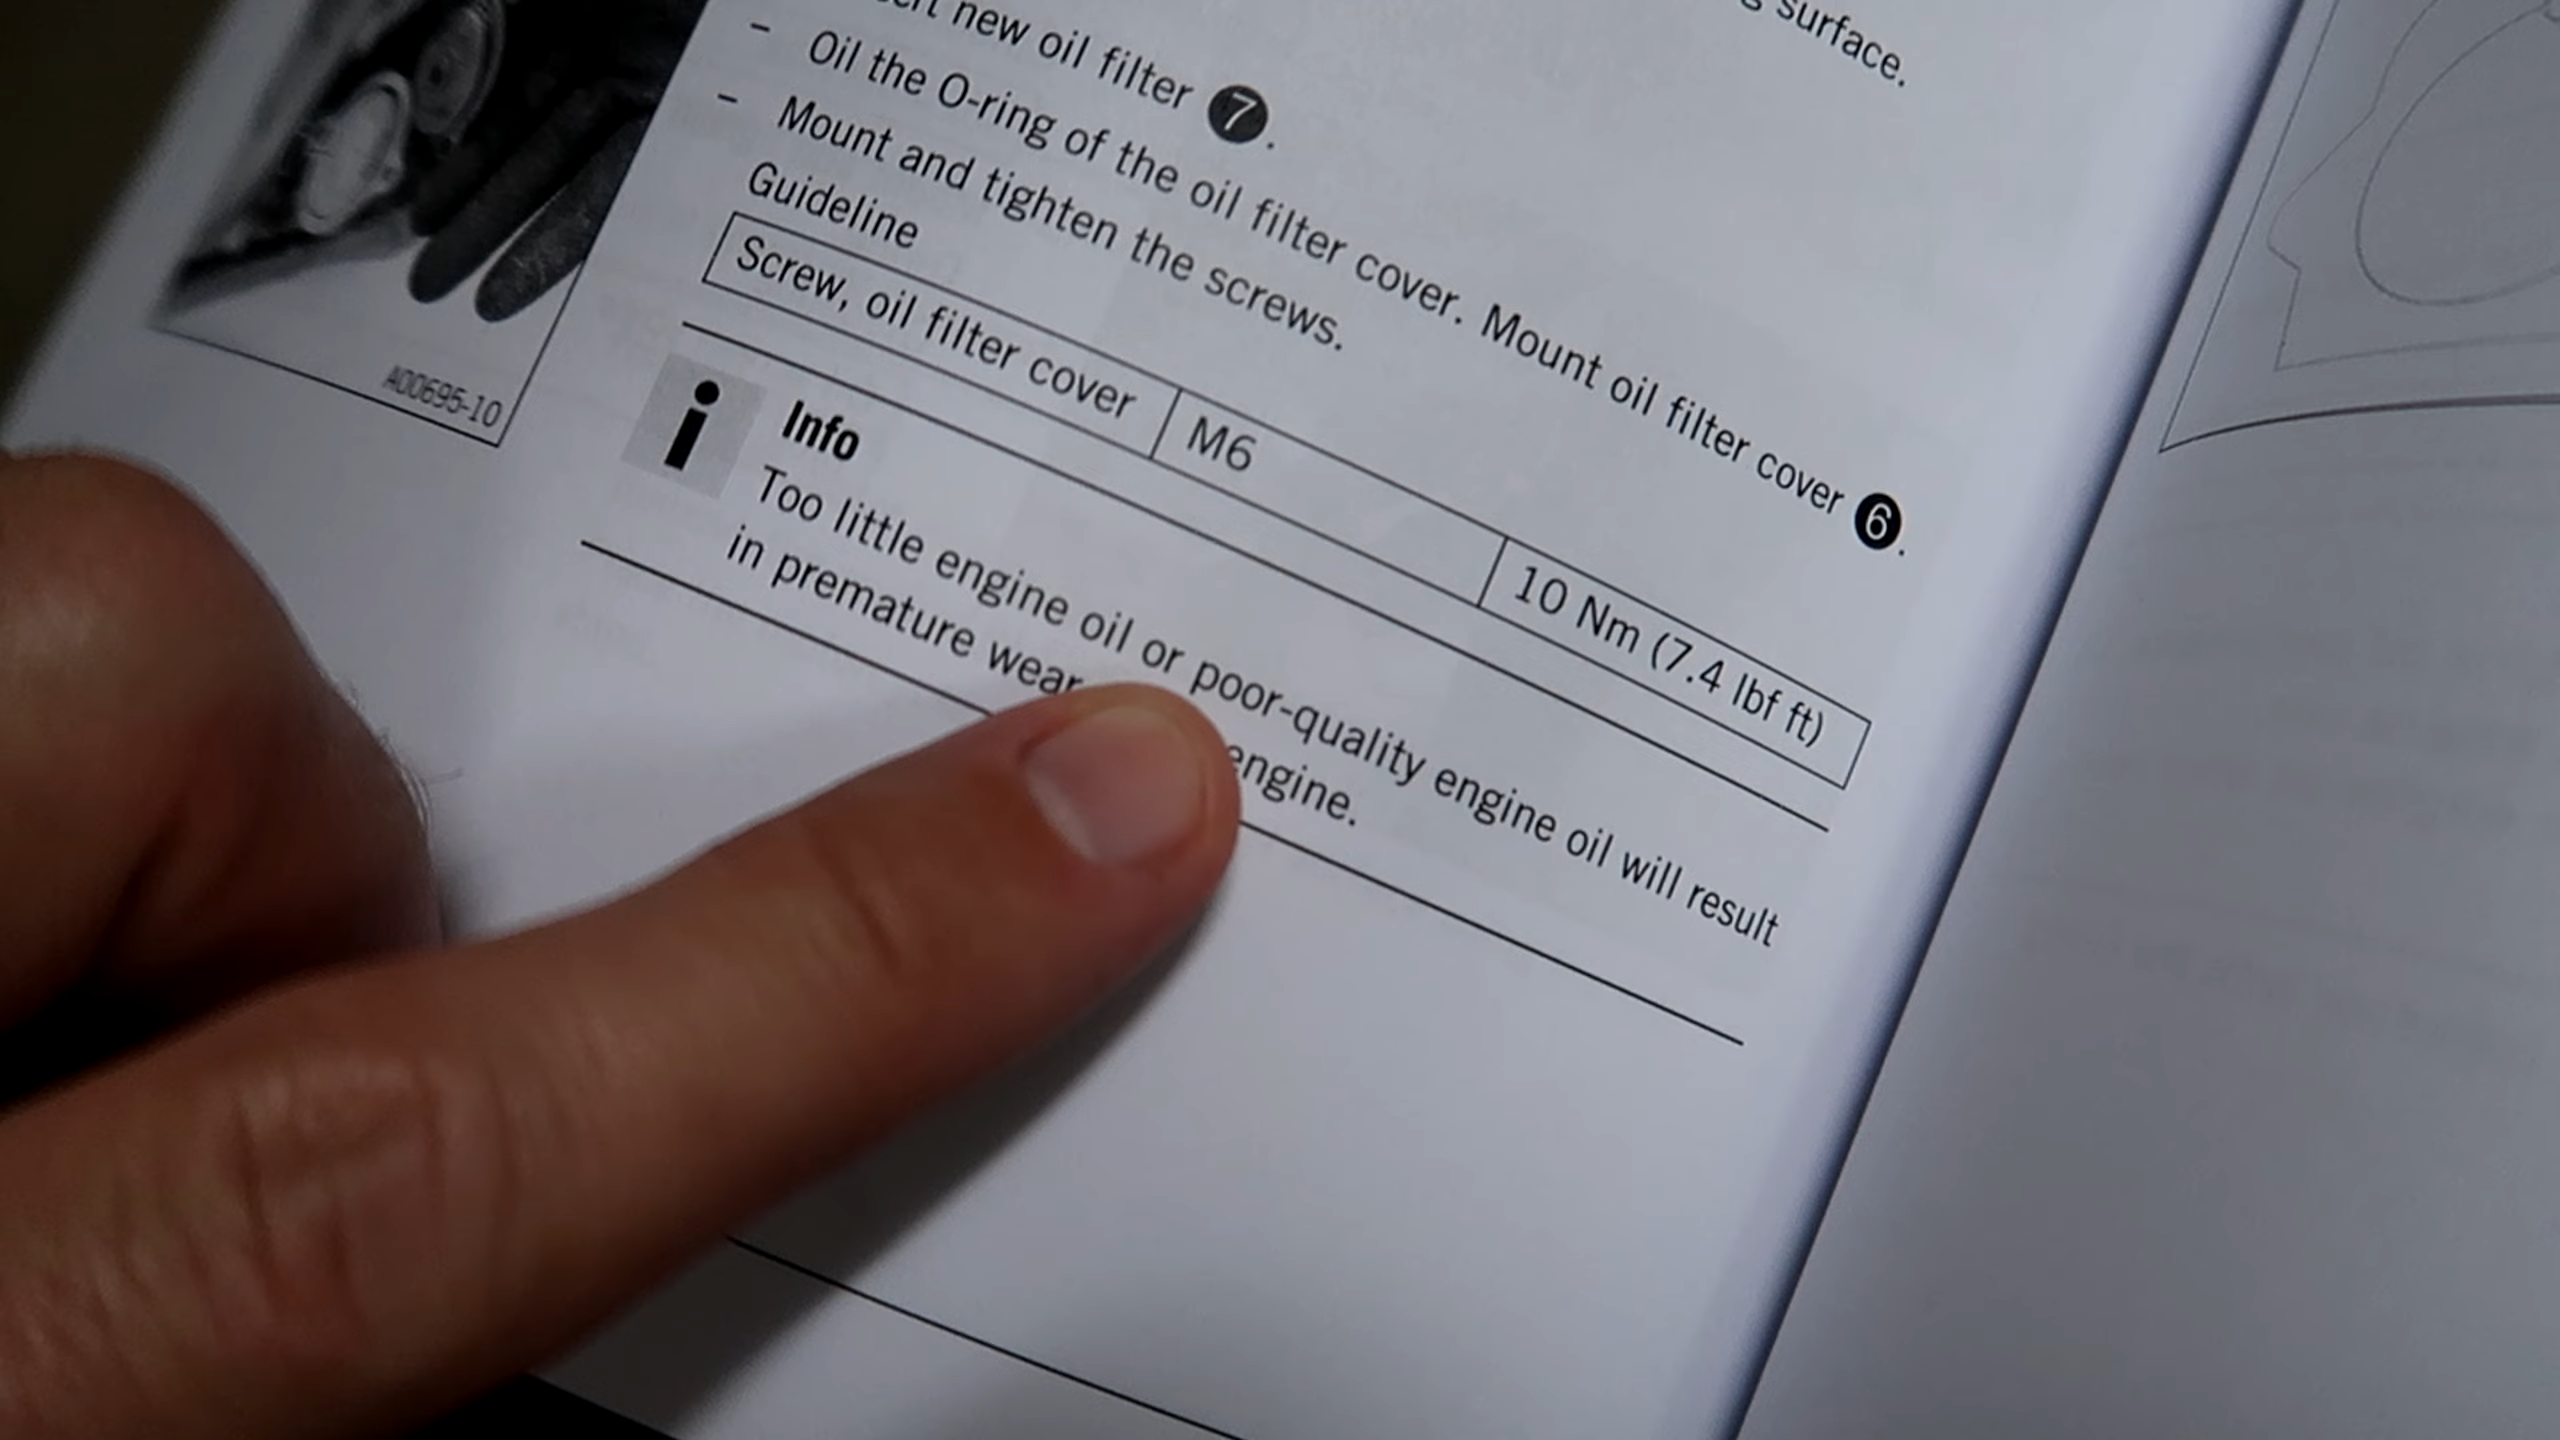 surface.
new oil filter 7.
– Oil the O-ring of the oil filter cover. Mount oil filter cover 6.
– Mount and tighten the screws.
Guideline
Screw, oil filter cover M6 10 Nm (7.4 lbf ft)
i Info
Too little engine oil or poor-quality engine oil will result
in premature wear engine.
A00695-10